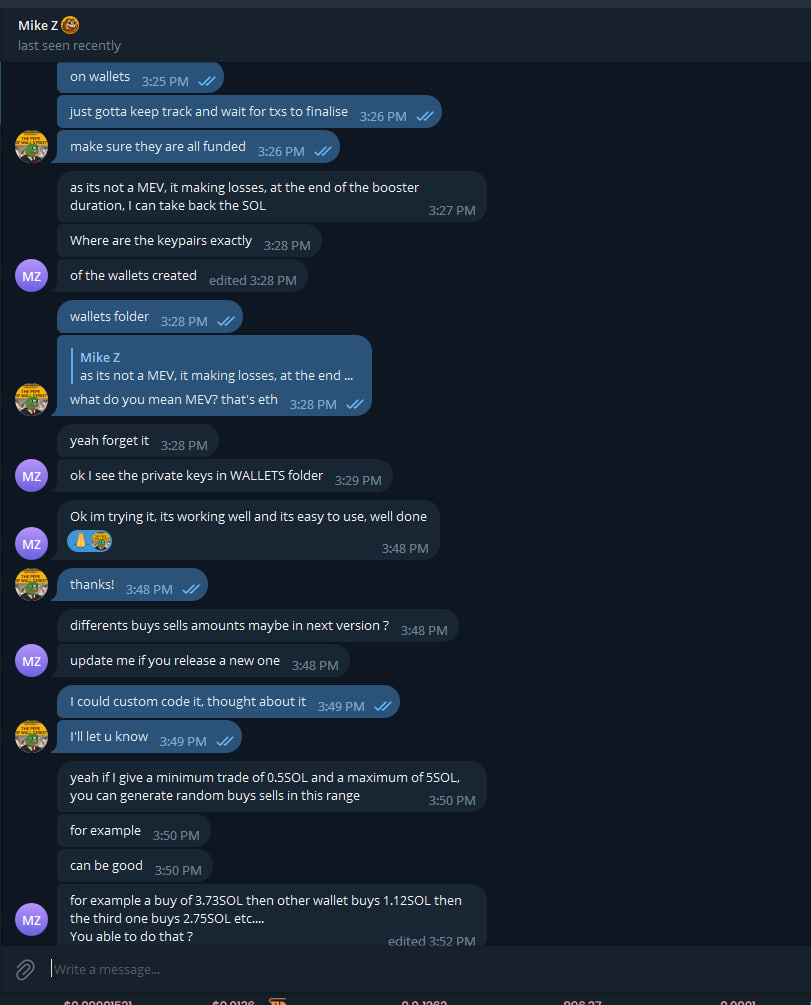 Mike Z
last seen recently
on wallets 3:25 PM
just gotta keep track and wait for txs to finalise 3:26 PM
make sure they are all funded 3:26 PM
as its not a MEV, it making losses, at the end of the booster
duration, I can take back the SOL
3:27 PM
Where are the keypairs exactly 3:28 PM
MZ
of the wallets created edited 3:28 PM
wallets folder 3:28 PM
Mike Z
as its not a MEV, it making losses, at the end ...
what do you mean MEV? that's eth 3:28 PM
yeah forget it 3:28 PM
MZ
ok I see the private keys in WALLETS folder 3:29 PM
Ok im trying it, its working well and its easy to use, well done
MZ
3:48 PM
thanks! 3:48 PM
differents buys sells amounts maybe in next version ? 3:48 PM
MZ
update me if you release a new one 3:48 PM
I could custom code it, thought about it 3:49 PM
I'll let u know 3:49 PM
yeah if I give a minimum trade of 0.5SOL and a maximum of 5SOL,
you can generate random buys sells in this range 3:50 PM
for example 3:50 PM
can be good 3:50 PM
for example a buy of 3.73SOL then other wallet buys 1.12SOL then
the third one buys 2.75SOL etc....
MZ
You able to do that ? edited 3:52 PM
Write a message...